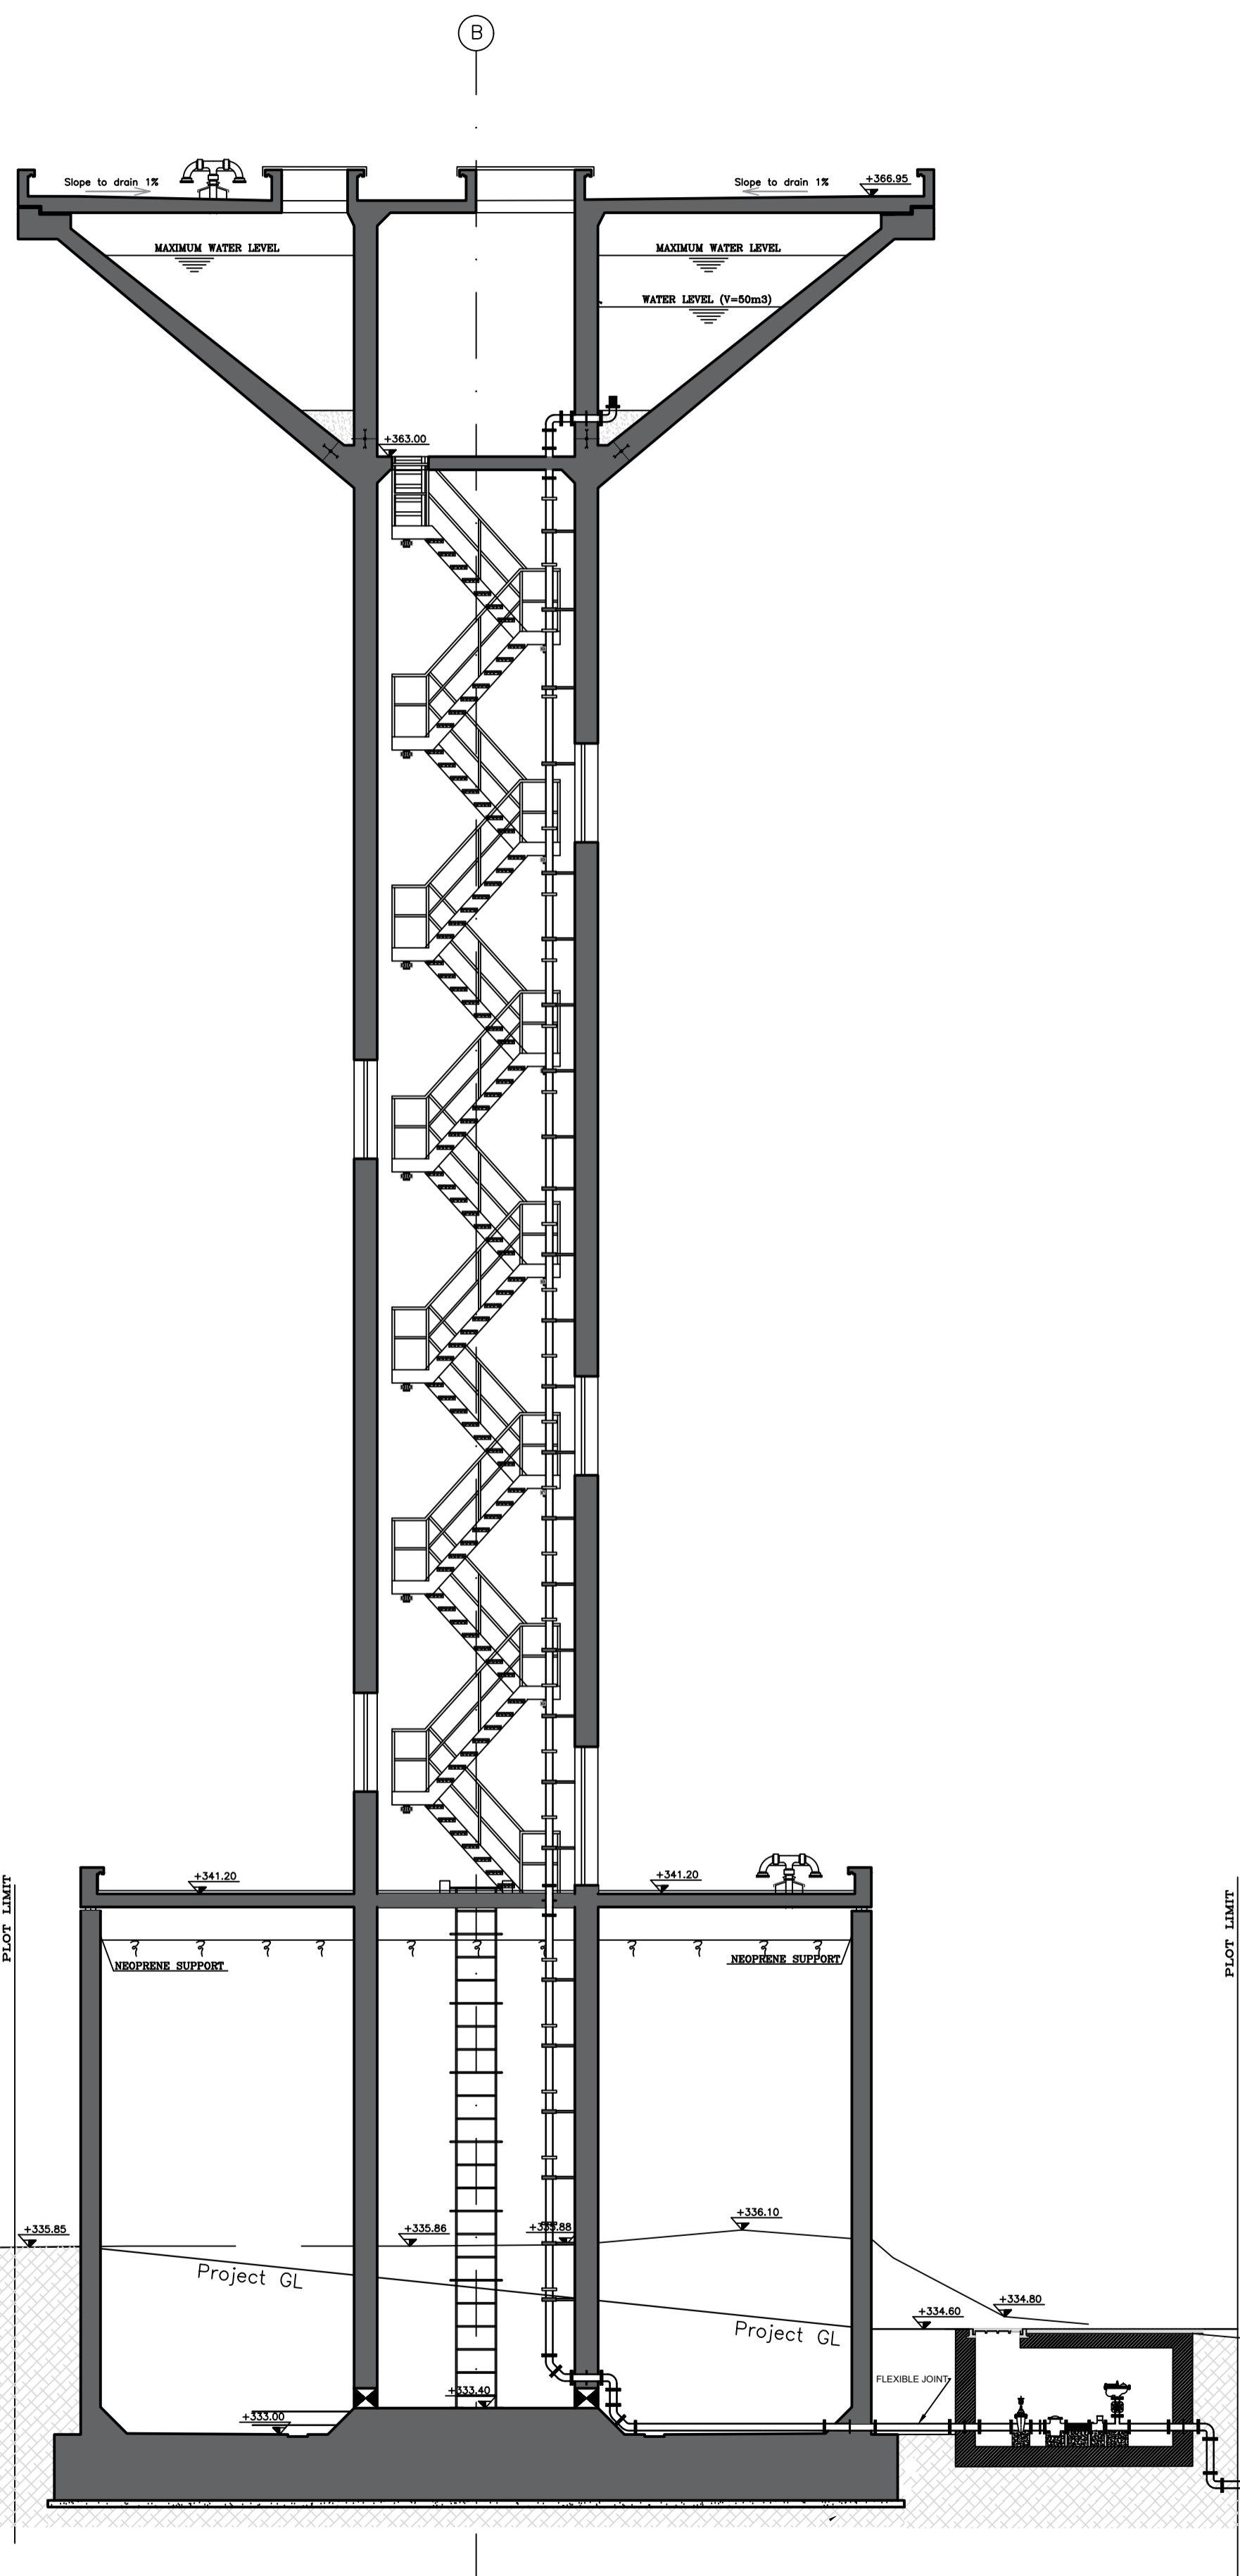 B
Slope to drain 1%
Slope to drain 1%
+366.95
MAXIMUM WATER LEVEL
MAXIMUM WATER LEVEL
WATER LEVEL (V=50m3)
+363.00
+341.20
+341.20
PLOT LIMIT
PLOT LIMIT
NEOPRENE SUPPORT
NEOPRENE SUPPORT
+336.10
+335.85
+335.86
+335.88
Project GL
+334.80
+334.60
Project GL
FLEXIBLE JOINT
+333.40
+333.00